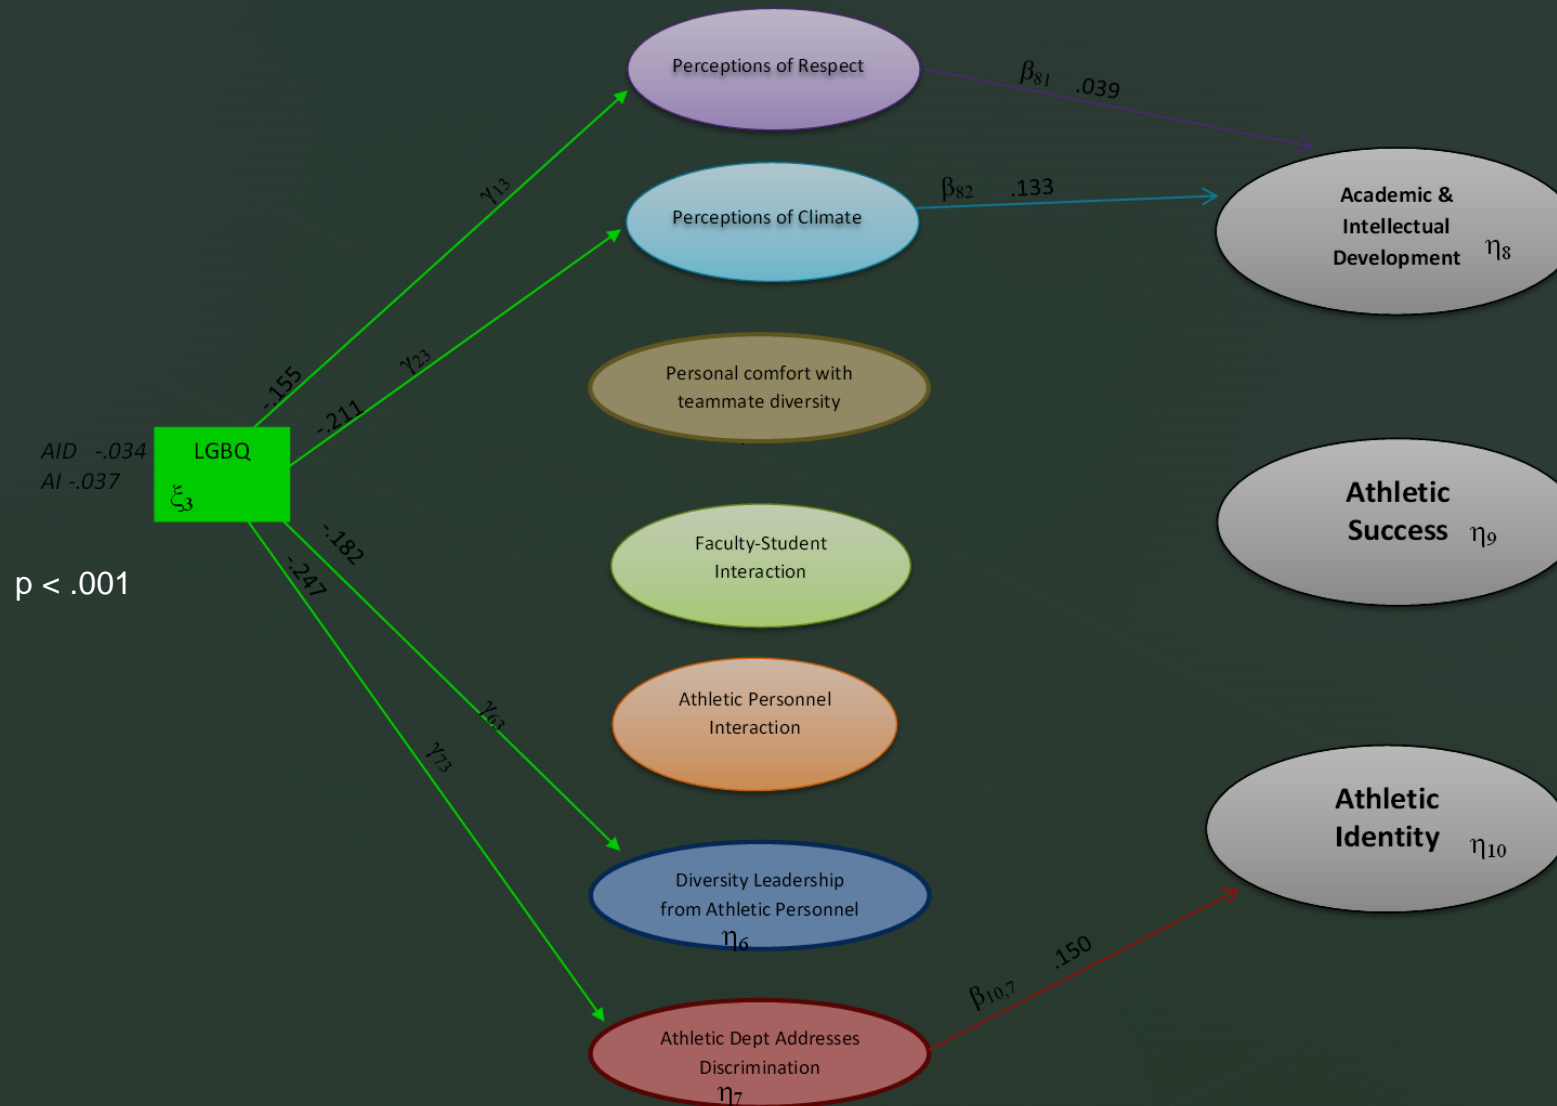 Perceptions of Respect
β81 .039
Perceptions of Climate
β82 .133
Academic &
Intellectual
Development η8
γ13
γ23
-.155
-.211
Personal comfort with
teammate diversity
AID -.034
AI -.037
LGBQ
ξ3
Athletic
Success η9
-.182
-.247
p < .001
Faculty-Student
Interaction
Athletic Personnel
Interaction
γ63
γ73
Athletic
Identity η10
Diversity Leadership
from Athletic Personnel
η6
β10,7 .150
Athletic Dept Addresses
Discrimination
η7